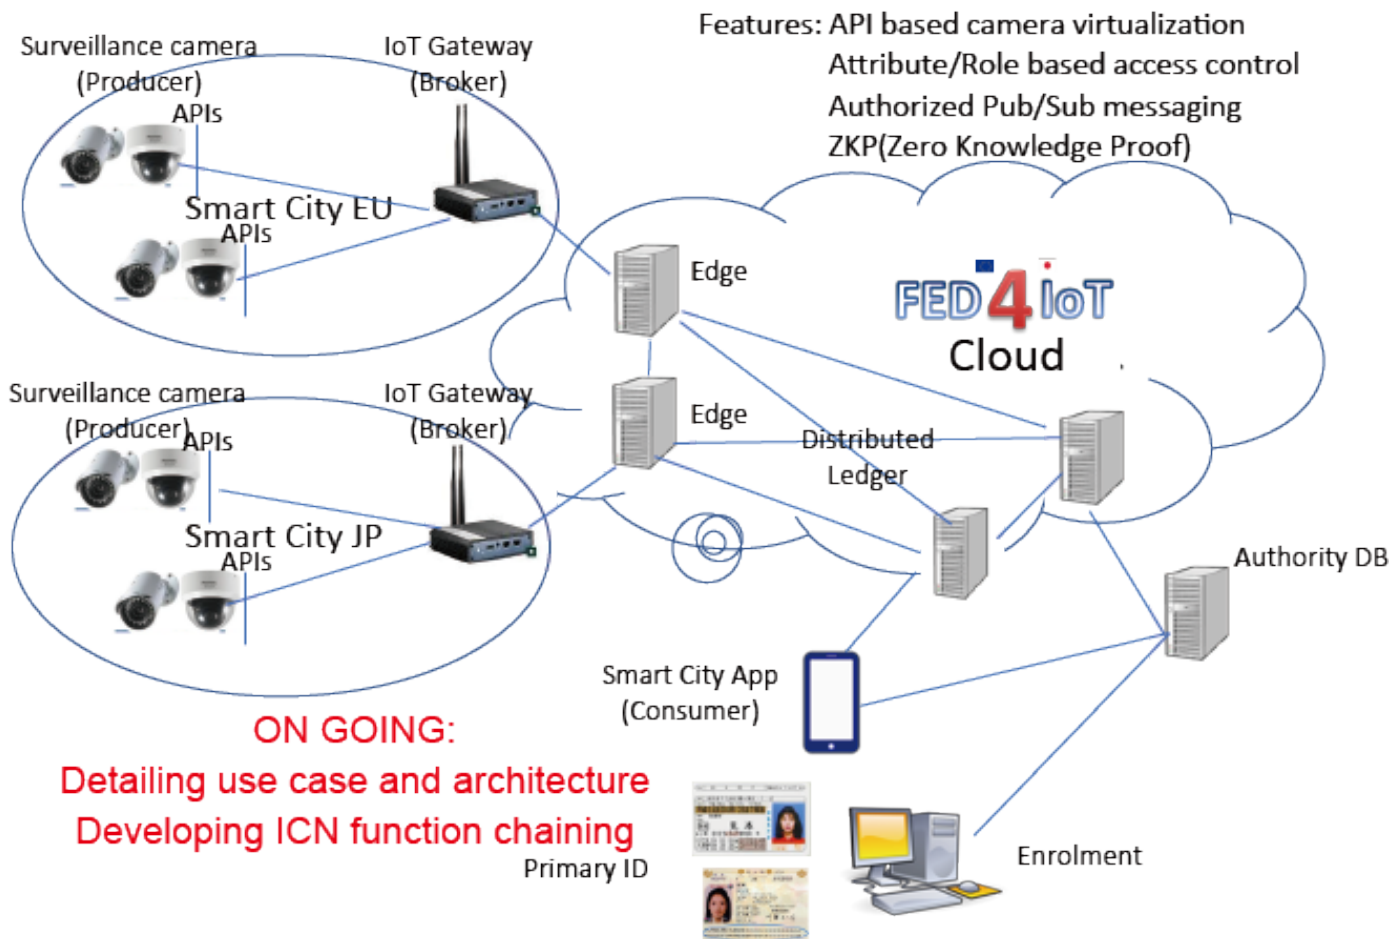 Features: API based camera virtualization
Attribute/Role based access control
Authorized Pub/Sub messaging
ZKP(Zero Knowledge Proof)
Surveillance camera
(Producer)
APIs
IoT Gateway
(Broker)
Smart City EU
APIs
Edge
FED4IoT
Cloud
Surveillance camera
(Producer)
APIs
IoT Gateway
(Broker)
Smart City JP
APIs
Edge
Distributed
Ledger
Authority DB
Smart City App
(Consumer)
ON GOING:
Detailing use case and architecture
Developing ICN function chaining
Primary ID
Enrolment